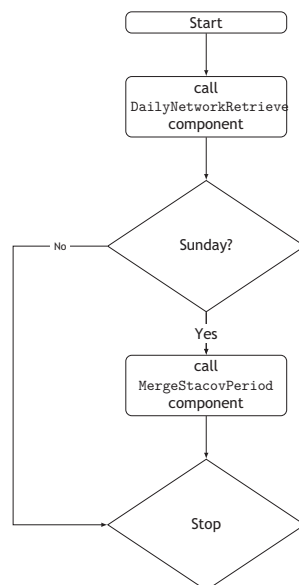 Start
call
DailyNetworkRetrieve
component
Sunday?
No
Yes
call
MergeStacovPeriod
component
Stop